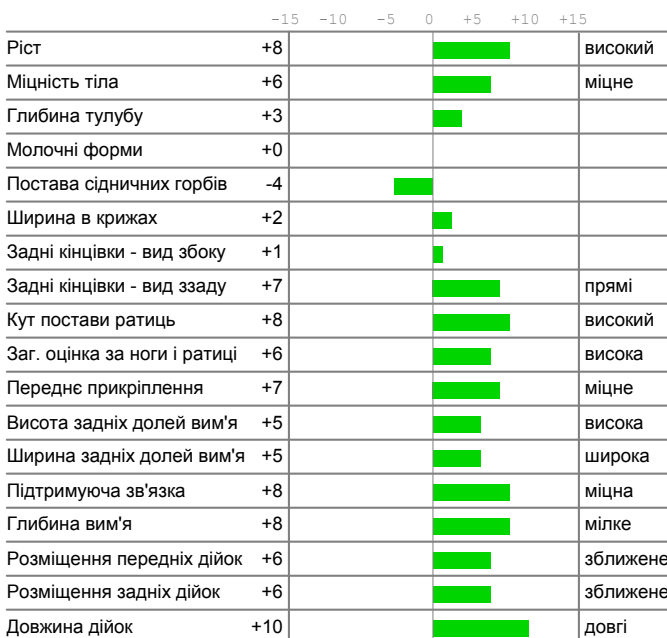 -15 -10 -5 0 +5 +10 +15
Ріст +8 високий
Міцність тіла +6 міцне
Глибина тулубу +3
Молочні форми +0
Постава сідничних горбів -4
Ширина в крижах +2
Задні кінцівки - вид збоку +1
Задні кінцівки - вид ззаду +7 прямі
Кут постави ратиць +8 високий
Заг. оцінка за ноги і ратиці +6 висока
Переднє прикріплення +7 міцне
Висота задніх долей вим'я +5 висока
Ширина задніх долей вим'я +5 широка
Підтримуюча зв'язка +8 міцна
Глибина вим'я +8 мілке
Розміщення передніх дійок +6 зближене
Розміщення задніх дійок +6 зближене
Довжина дійок +10 довгі